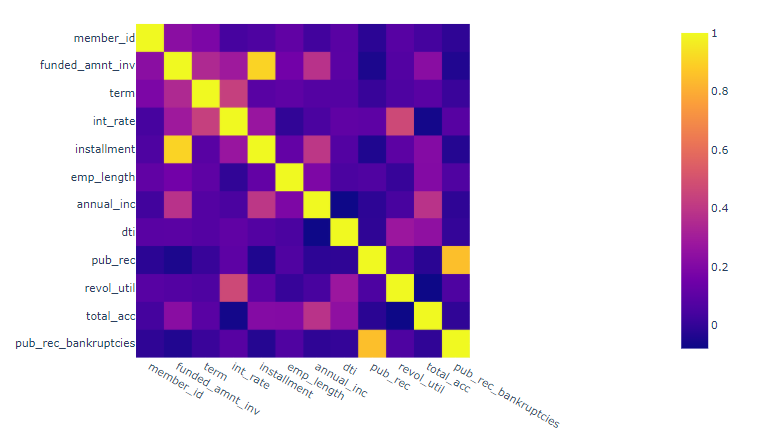 member_id
funded_amnt_inv
term
int_rate
installment
emp_length
annual_inc
dti
pub_rec
revol_util
total_acc
pub_rec_bankruptcies
member_id
funded_amnt_inv
term
int_rate
installment
emp_length
annual_inc
dti
pub_rec
revol_util
total_acc
pub_rec_bankruptcies
1
0.8
0.6
0.4
0.2
0